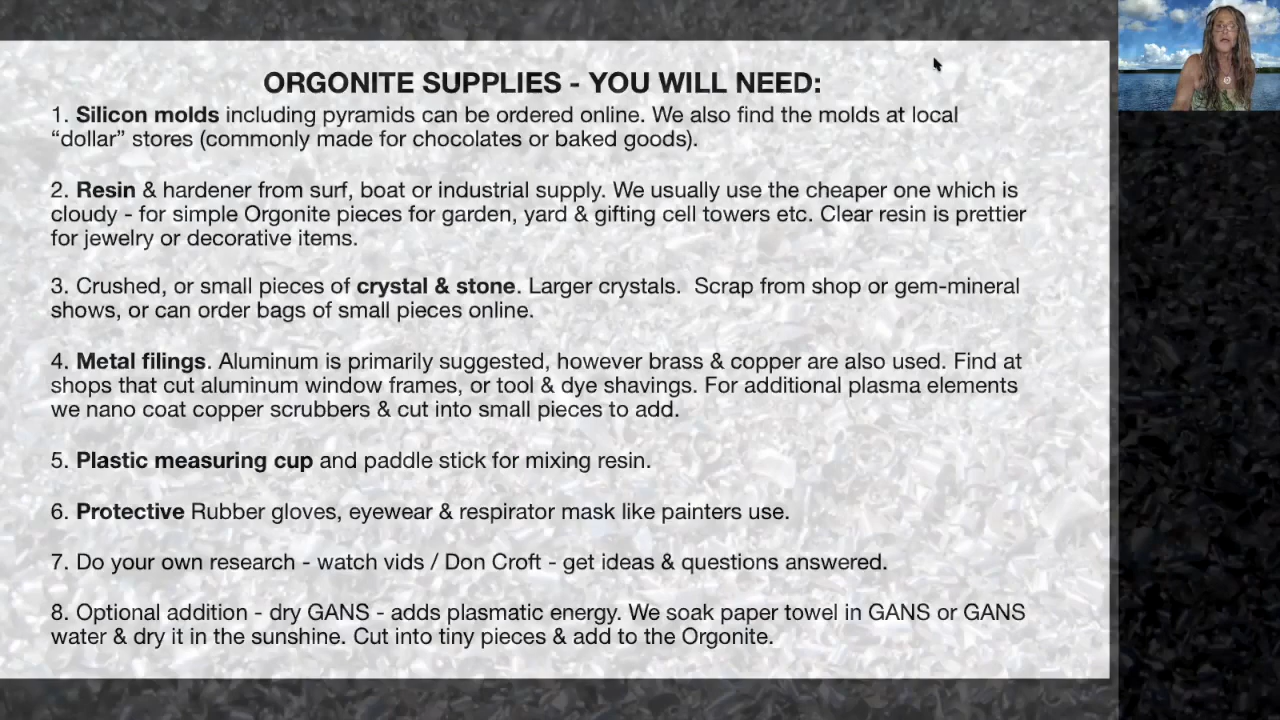 ORGONITE SUPPLIES - YOU WILL NEED:
1. Silicon molds including pyramids can be ordered online. We also find the molds at local
“dollar” stores (commonly made for chocolates or baked goods).
2. Resin & hardener from surf, boat or industrial supply. We usually use the cheaper one which is
cloudy - for simple Orgonite pieces for garden, yard & gifting cell towers etc. Clear resin is prettier
for jewelry or decorative items.
3. Crushed, or small pieces of crystal & stone. Larger crystals.  Scrap from shop or gem-mineral
shows, or can order bags of small pieces online.
4. Metal filings. Aluminum is primarily suggested, however brass & copper are also used. Find at
shops that cut aluminum window frames, or tool & dye shavings. For additional plasma elements
we nano coat copper scrubbers & cut into small pieces to add.
5. Plastic measuring cup and paddle stick for mixing resin.
6. Protective Rubber gloves, eyewear & respirator mask like painters use.
7. Do your own research - watch vids / Don Croft - get ideas & questions answered.
8. Optional addition - dry GANS - adds plasmatic energy. We soak paper towel in GANS or GANS
water & dry it in the sunshine. Cut into tiny pieces & add to the Orgonite.